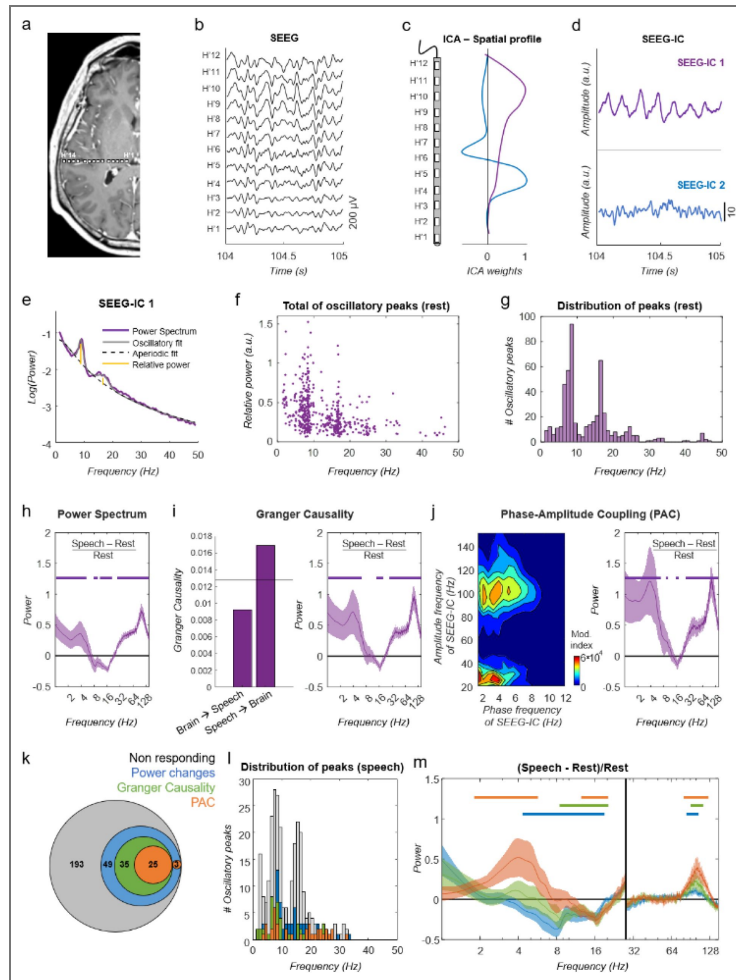 a
b
SEEG
H'12
H'11
H'10
H'9
H'8
H'7
H'6
H'5
H'4
H'3
H'2
H'1
200 µV
104
104.5
105
Time (s)
c
ICA – Spatial profile
H'12
H'11
H'10
H'9
H'8
H'7
H'6
H'5
H'4
H'3
H'2
H'1
0
1
ICA weights
d
SEEG-IC
SEEG-IC 1
Amplitude (a.u.)
SEEG-IC 2
Amplitude (a.u.)
10
104
104.5
105
Time (s)
e
SEEG-IC 1
Power Spectrum
Oscillatory fit
Aperiodic fit
Relative power
Log(Power)
-1
-2
-3
-4
0 10 20 30 40 50
Frequency (Hz)
f
Total of oscillatory peaks (rest)
Relative power (a.u.)
1.5
1
0.5
0
0 10 20 30 40 50
Frequency (Hz)
g
Distribution of peaks (rest)
# Oscillatory peaks
100
80
60
40
20
0
0 10 20 30 40 50
Frequency (Hz)
h
Power Spectrum
Speech – Rest
Rest
Power
2
1.5
1
0.5
0
-0.5
2 4 8 16 32 64 128
Frequency (Hz)
i
Granger Causality
Granger Causality
0.018
0.016
0.014
0.012
0.01
0.008
0.006
0.004
0.002
0
Brain → Speech
Speech → Brain
Speech – Rest
Rest
Power
2
1.5
1
0.5
0
-0.5
2 4 8 16 32 64 128
Frequency (Hz)
j
Phase-Amplitude Coupling (PAC)
Amplitude frequency
of SEEG-IC (Hz)
140
120
100
80
60
40
20
2 4 6 8 10 12
Phase frequency
of SEEG-IC (Hz)
Mod.
index
6*10⁴
0
Speech – Rest
Rest
Power
2
1.5
1
0.5
0
-0.5
2 4 8 16 32 64 128
Frequency (Hz)
k
Non responding
Power changes
Granger Causality
PAC
193
49
35
25
3
l
Distribution of peaks (speech)
# Oscillatory peaks
30
25
20
15
10
5
0
0 10 20 30 40 50
Frequency (Hz)
m
(Speech - Rest)/Rest
Power
1.5
1
0.5
0
-0.5
2 4 8 16 32 64 128
Frequency (Hz)